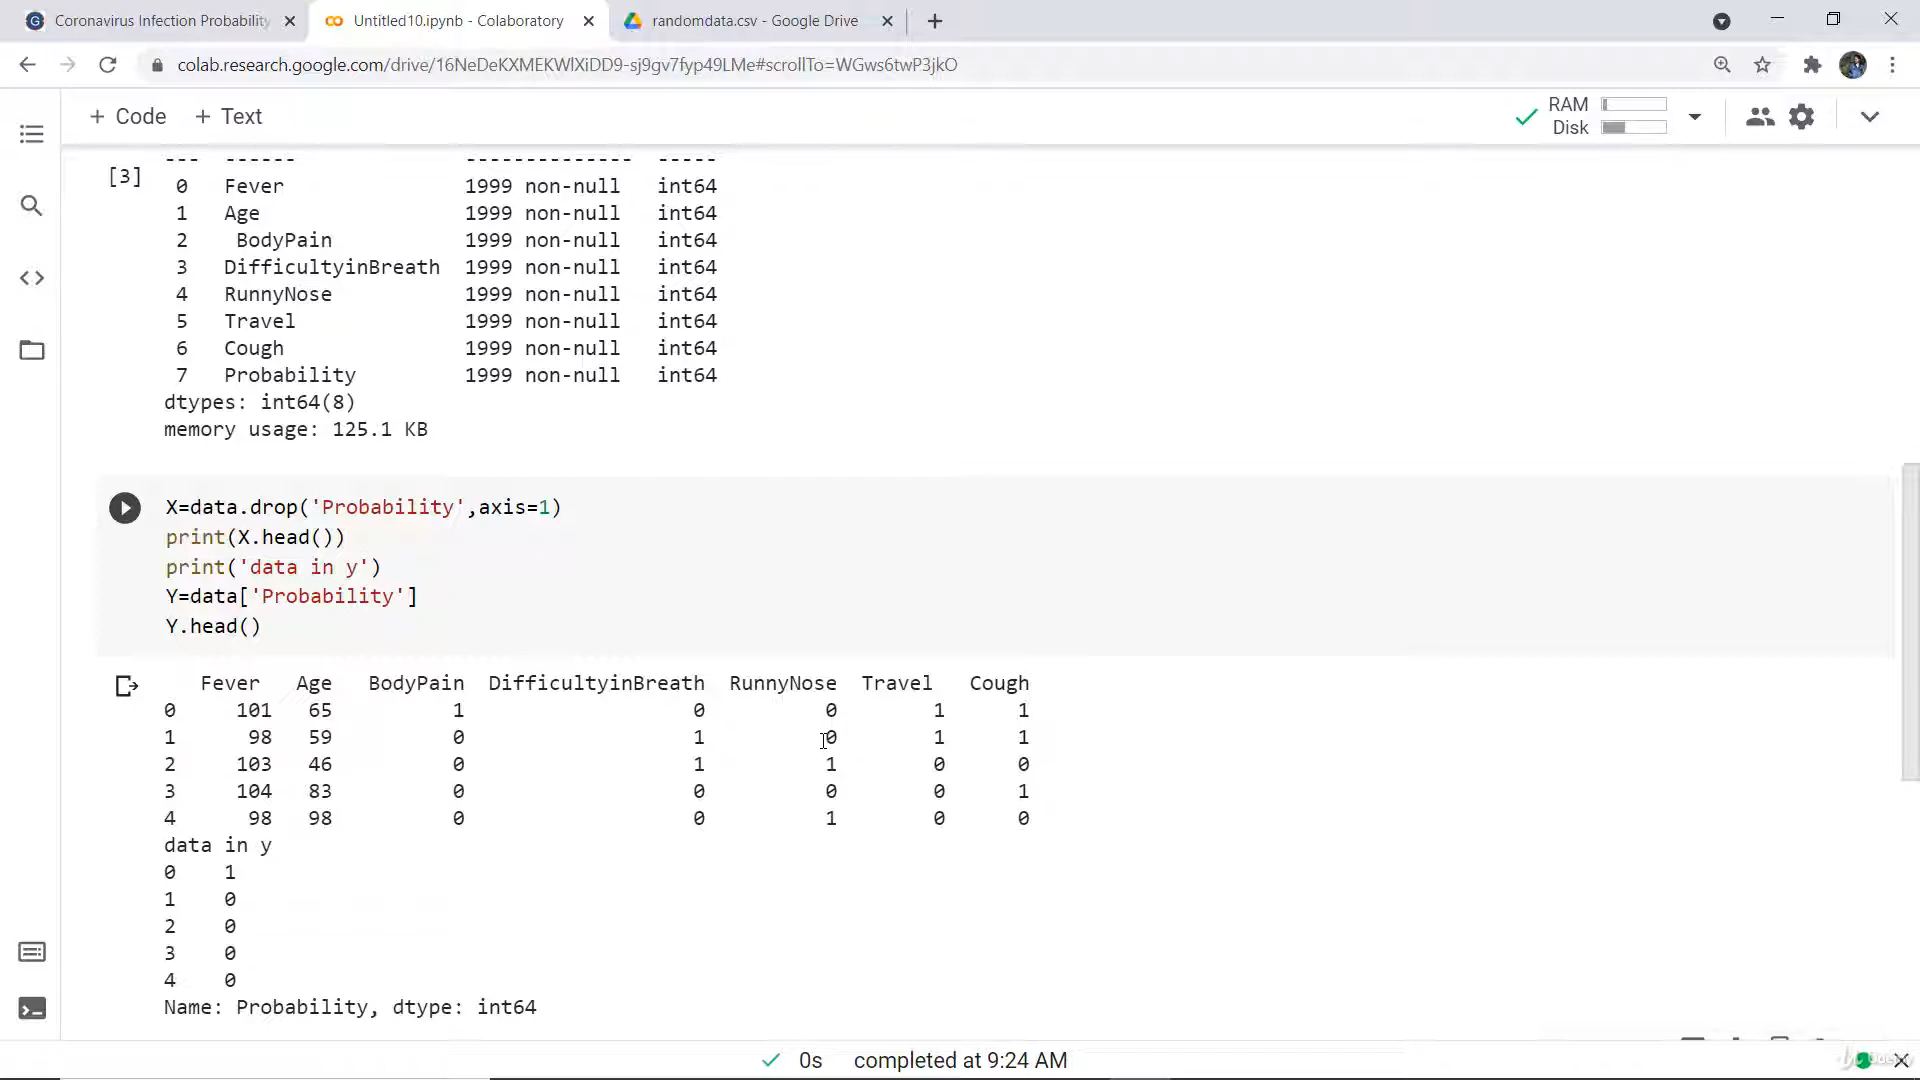 Coronavirus Infection Probability
Untitled10.ipynb - Colaboratory
randomdata.csv - Google Drive
colab.research.google.com/drive/16NeDeKXMEKWlXiDD9-sj9gv7fyp49LMe#scrollTo=WGws6twP3jkO
+ Code + Text
RAM
Disk
--- ------ -------------- -----
[3]
0 Fever 1999 non-null int64
1 Age 1999 non-null int64
2 BodyPain 1999 non-null int64
3 DifficultyinBreath 1999 non-null int64
4 RunnyNose 1999 non-null int64
5 Travel 1999 non-null int64
6 Cough 1999 non-null int64
7 Probability 1999 non-null int64
dtypes: int64(8)
memory usage: 125.1 KB
X=data.drop('Probability',axis=1)
print(X.head())
print('data in y')
Y=data['Probability']
Y.head()
Fever Age BodyPain DifficultyinBreath RunnyNose Travel Cough
0 101 65 1 0 0 1 1
1 98 59 0 1 0 1 1
2 103 46 0 1 1 0 0
3 104 83 0 0 0 0 1
4 98 98 0 0 1 0 0
data in y
0 1
1 0
2 0
3 0
4 0
Name: Probability, dtype: int64
0s completed at 9:24 AM